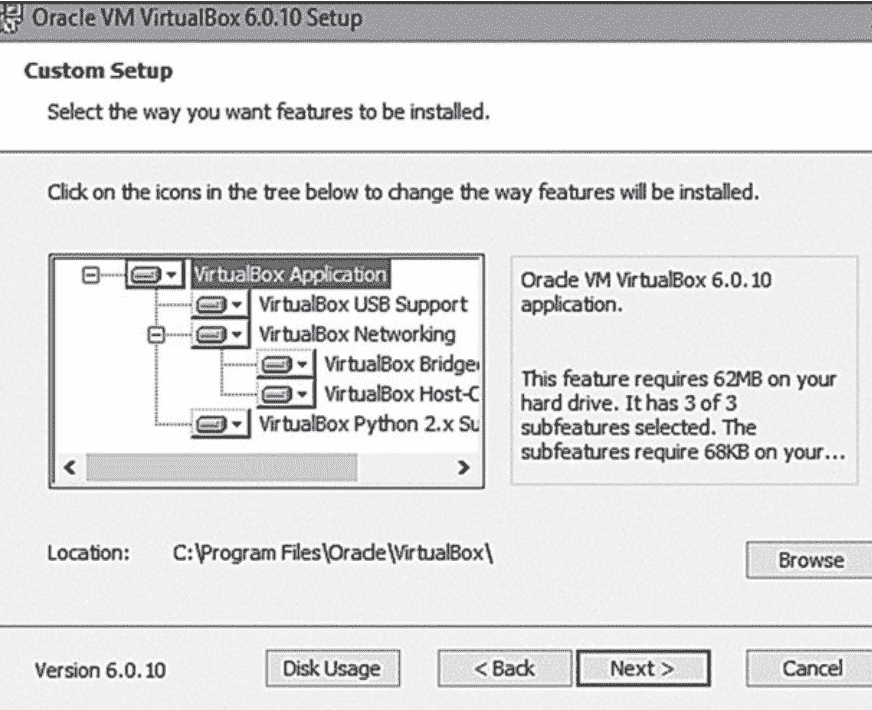 Oracle VM VirtualBox 6.0.10 Setup
Custom Setup
Select the way you want features to be installed.
Click on the icons in the tree below to change the way features will be installed.
VirtualBox Application
VirtualBox USB Support
VirtualBox Networking
VirtualBox Bridge
VirtualBox Host-C
VirtualBox Python 2.x Su
Oracle VM VirtualBox 6.0.10
application.
This feature requires 62MB on your
hard drive. It has 3 of 3
subfeatures selected. The
subfeatures require 68KB on your...
Location: C:\Program Files\Oracle\VirtualBox\
Browse
Version 6.0.10
Disk Usage
< Back
Next >
Cancel